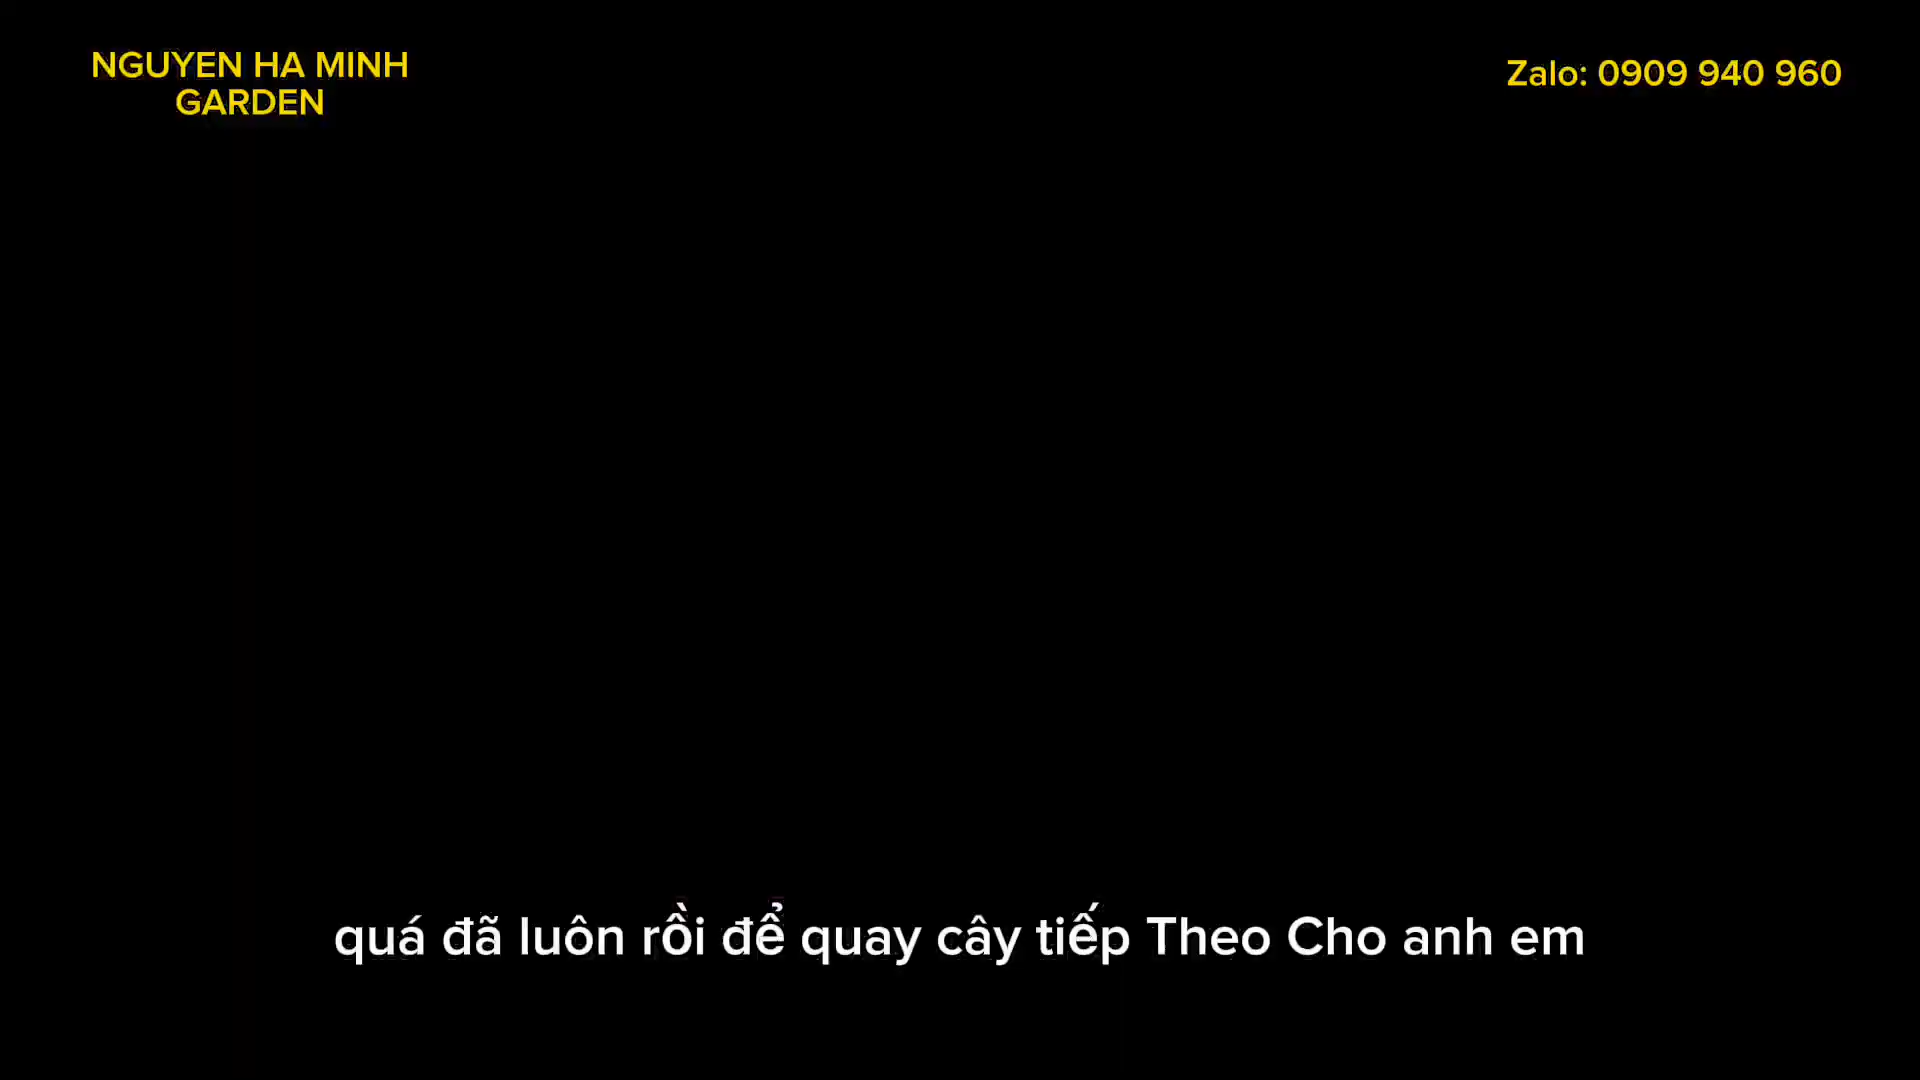 NGUYEN HA MINH
GARDEN
Zalo: 0909 940 960
quá đã luôn rồi để quay cây tiếp Theo Cho anh em